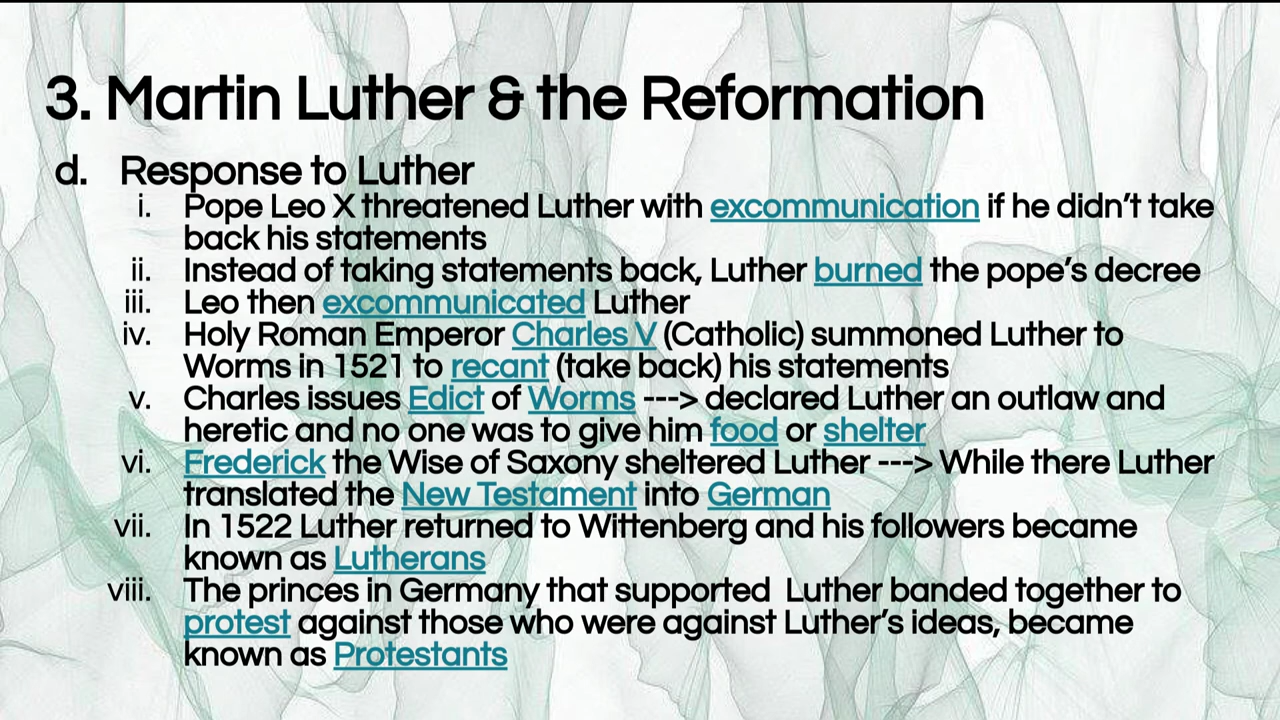 3. Martin Luther & the Reformation
d. Response to Luther
i. Pope Leo X threatened Luther with excommunication if he didn’t take
back his statements
ii. Instead of taking statements back, Luther burned the pope’s decree
iii. Leo then excommunicated Luther
iv. Holy Roman Emperor Charles V (Catholic) summoned Luther to
Worms in 1521 to recant (take back) his statements
v. Charles issues Edict of Worms ---> declared Luther an outlaw and
heretic and no one was to give him food or shelter
vi. Frederick the Wise of Saxony sheltered Luther ---> While there Luther
translated the New Testament into German
vii. In 1522 Luther returned to Wittenberg and his followers became
known as Lutherans
viii. The princes in Germany that supported  Luther banded together to
protest against those who were against Luther’s ideas, became
known as Protestants